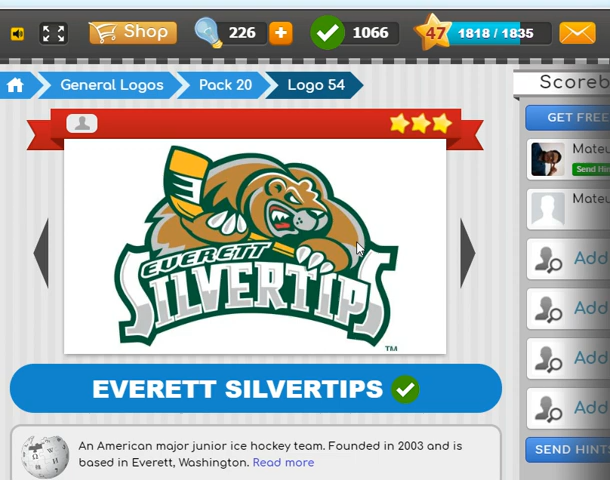 Shop
226
+
1066
47
1818 / 1835
General Logos
Pack 20
Logo 54
Scoreb
GET FREE
Mateu
Send Hin
Mateu
EVERETT
SILVERTIPS
TM
Add
Add
Add
Add
EVERETT SILVERTIPS
SEND HINT
An American major junior ice hockey team. Founded in 2003 and is
based in Everett, Washington. Read more